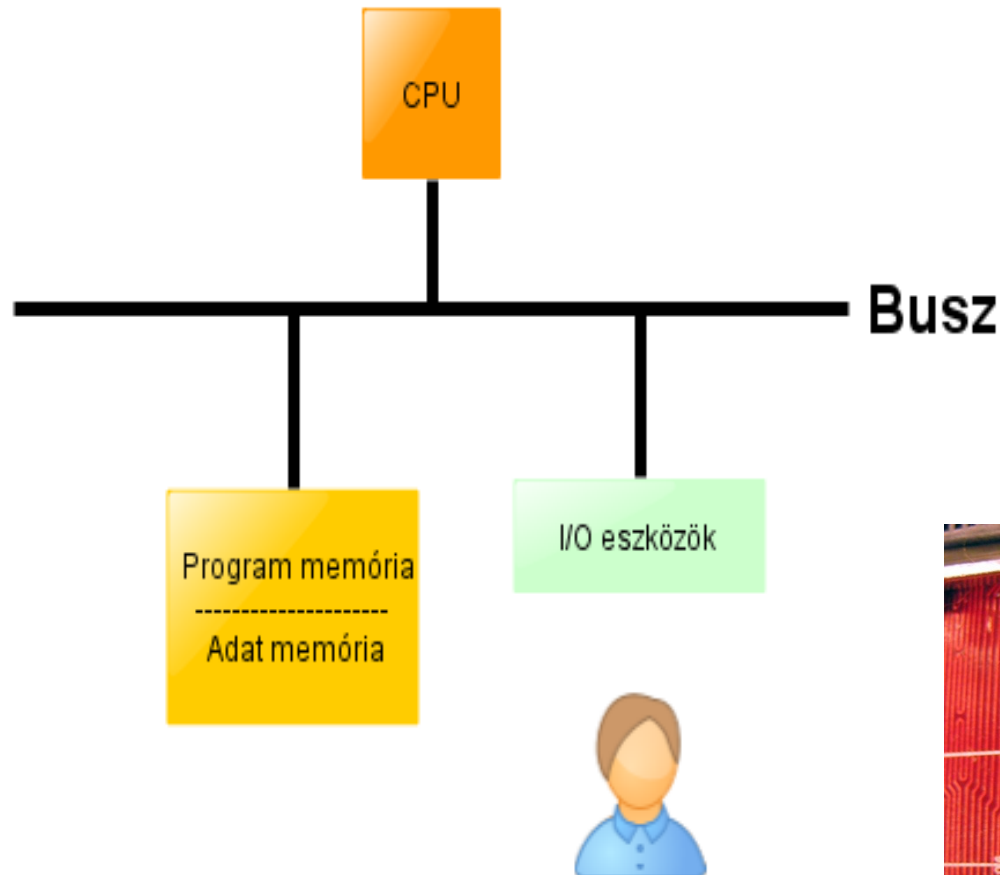 CPU
Busz
Program memória
---------------------
Adat memória
I/O eszközök